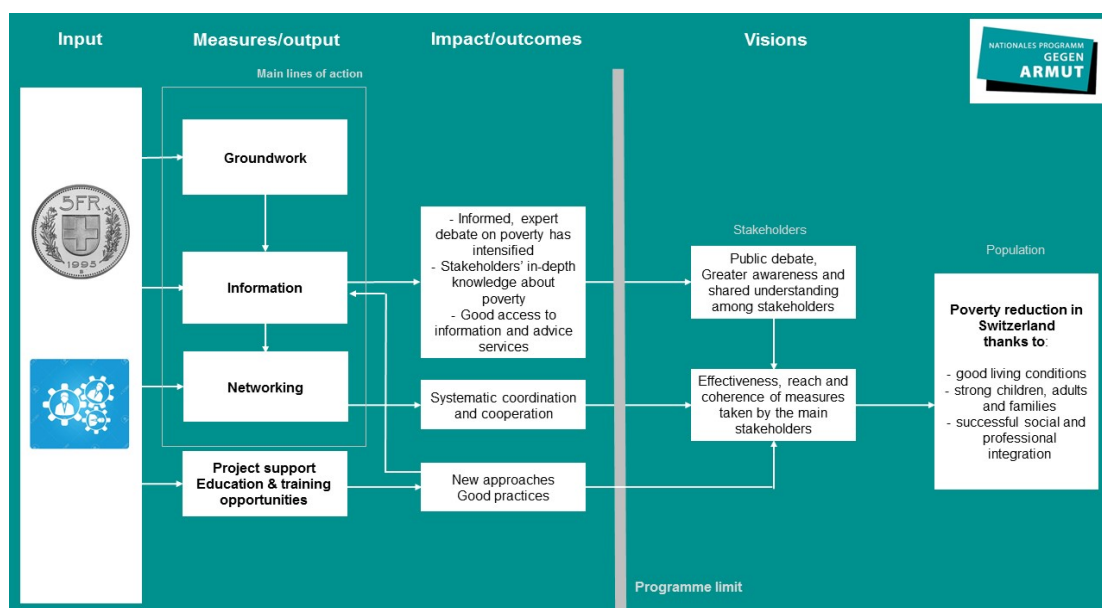 Input
Measures/output
Impact/outcomes
Visions
NATIONALES PROGRAMM
GEGEN
ARMUT
Main lines of action
Groundwork
5 FR.
1995
B
Information
Networking
Project support
Education & training
opportunities
- Informed, expert
debate on poverty has
intensified
- Stakeholders' in-depth
knowledge about
poverty
- Good access to
information and advice
services
Systematic coordination
and cooperation
New approaches
Good practices
Stakeholders
Public debate,
Greater awareness and
shared understanding
among stakeholders
Effectiveness, reach and
coherence of measures
taken by the main
stakeholders
Population
Poverty reduction in
Switzerland
thanks to:
- good living conditions
- strong children, adults
and families
- successful social and
professional
integration
Programme limit